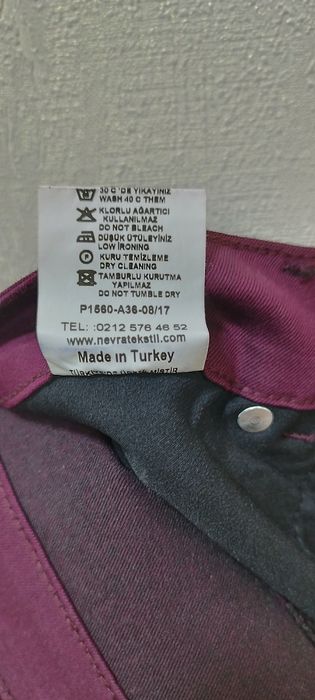 30 C 'DE YIKAYINIZ
WASH 40 C THEM
KLORLU AĞARTICI
KULLANILMAZ
DO NOT BLEACH
DÜŞÜK ÜTÜLEYİNİZ
LOW IRONING
P
KURU TEMİZLEME
DRY CLEANING
TAMBURLU KURUTMA
YAPILMAZ
DO NOT TUMBLE DRY
P1560-A36-08/17
TEL: :0212 576 46 52
www.nevratekstil.com
Made in Turkey